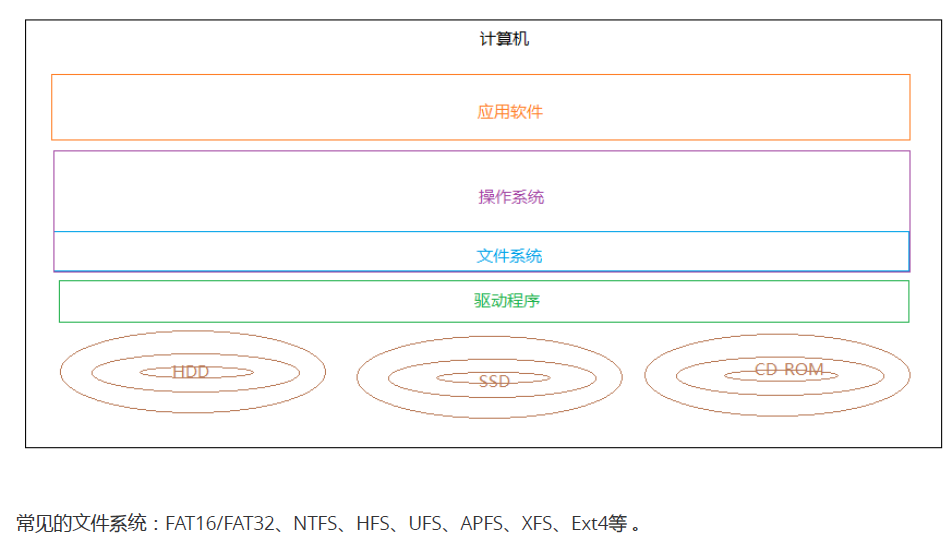 计算机
应用软件
操作系统
文件系统
驱动程序
HDD
SSD
CD-ROM
常见的文件系统：FAT16/FAT32、NTFS、HFS、UFS、APFS、XFS、Ext4等 。